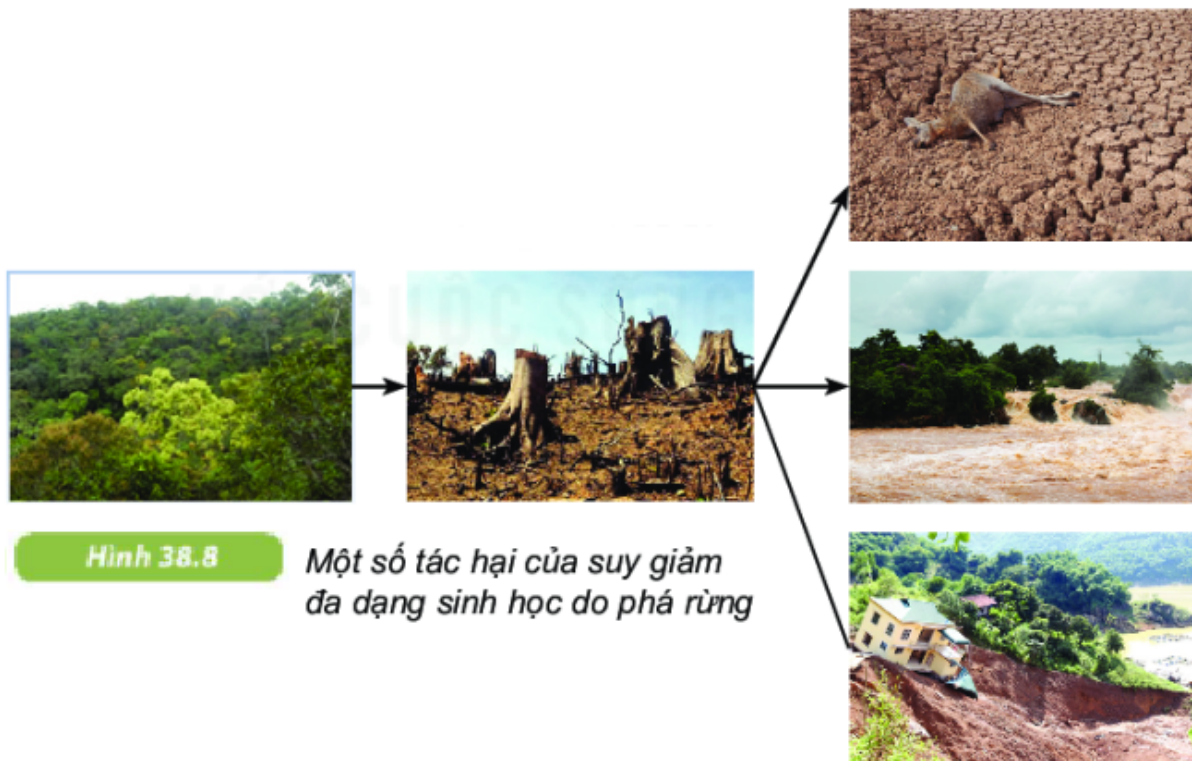 Hình 38.8
Một số tác hại của suy giảm
đa dạng sinh học do phá rừng